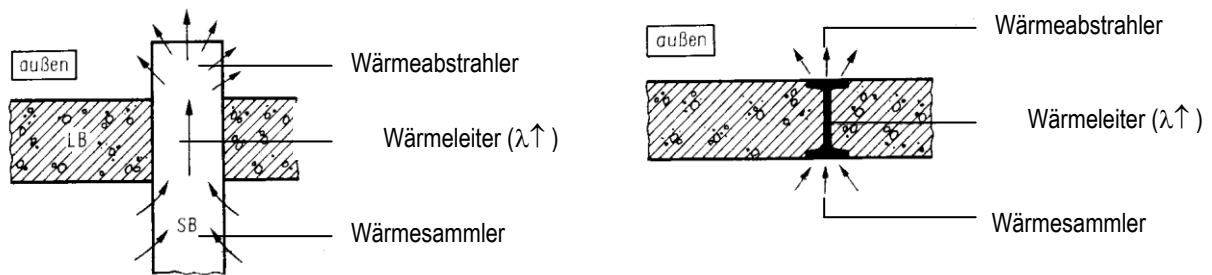 außen
Wärmeabstrahler
LB
Wärmeleiter (λ↑ )
SB
Wärmesammler
außen
Wärmeabstrahler
Wärmeleiter (λ↑ )
Wärmesammler